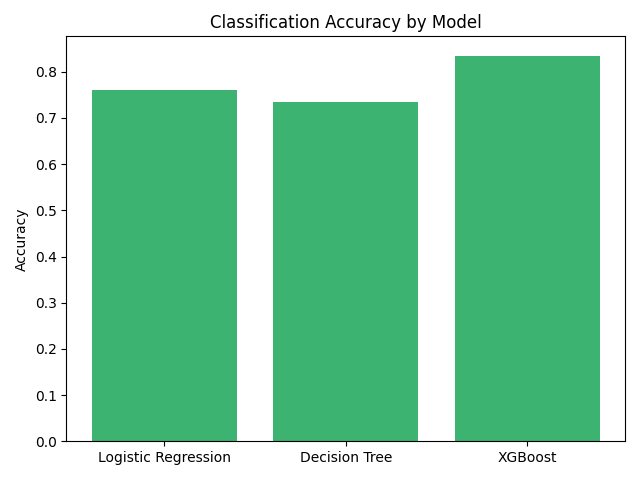 Classification Accuracy by Model
Accuracy
0.8
0.7
0.6
0.5
0.4
0.3
0.2
0.1
0.0
Logistic Regression
Decision Tree
XGBoost